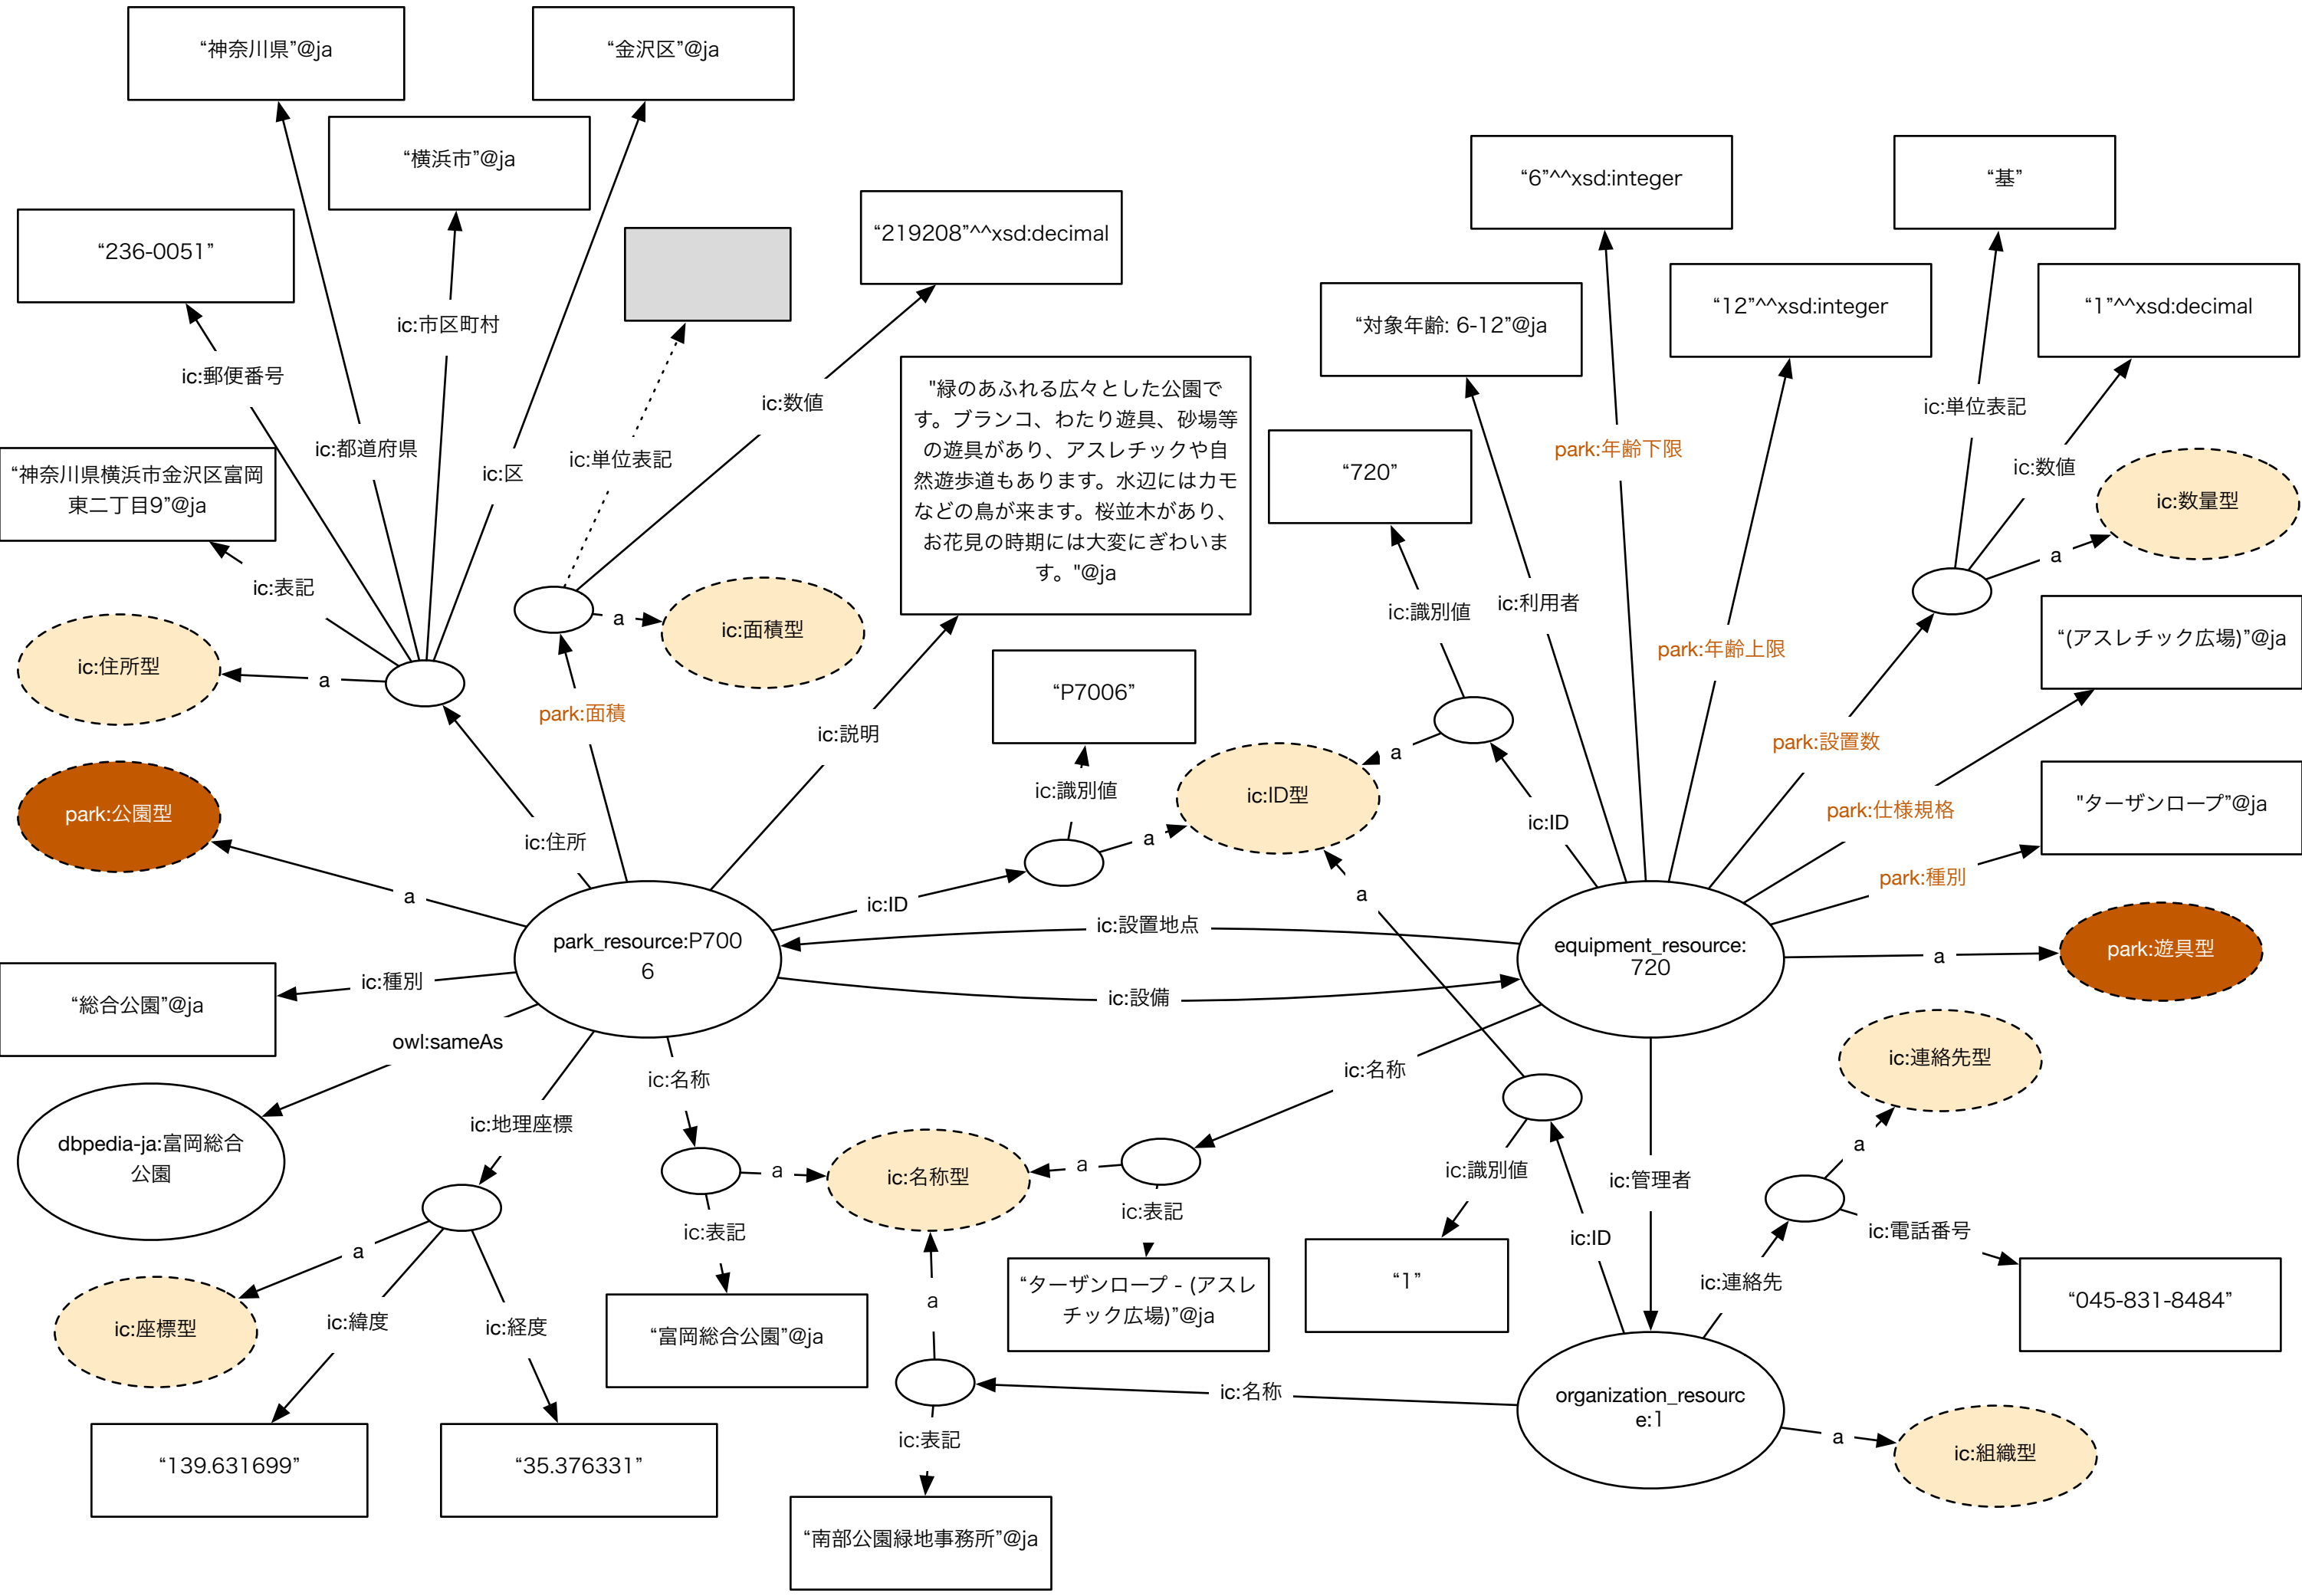 “神奈川県”@ja
“金沢区”@ja
“横浜市”@ja
“6”^^xsd:integer
“基”
“236-0051”
“219208”^^xsd:decimal
“対象年齢: 6-12”@ja
“12”^^xsd:integer
“1”^^xsd:decimal
ic:市区町村
ic:郵便番号
ic:都道府県
ic:区
ic:単位表記
ic:数値
"緑のあふれる広々とした公園で
す。ブランコ、わたり遊具、砂場等
の遊具があり、アスレチックや自
然遊歩道もあります。水辺にはカモ
などの鳥が来ます。桜並木があり、
お花見の時期には大変にぎわいま
す。"@ja
park:年齢下限
ic:単位表記
ic:数値
“720”
“神奈川県横浜市金沢区富岡
東二丁目9”@ja
ic:表記
ic:数量型
a
ic:識別値
ic:利用者
ic:住所型
a
a
ic:面積型
“(アスレチック広場)”@ja
park:年齢上限
park:面積
ic:説明
“P7006”
ic:識別値
a
ic:ID型
a
park:設置数
park:仕様規格
"ターザンロープ”@ja
park:公園型
ic:住所
ic:ID
park:種別
a
ic:ID
a
park_resource:P700
6
ic:設置地点
equipment_resource:
720
a
park:遊具型
ic:種別
“総合公園”@ja
ic:設備
owl:sameAs
dbpedia-ja:富岡総合
公園
ic:地理座標
ic:名称
ic:名称
ic:連絡先型
a
a
ic:名称型
a
ic:識別値
ic:管理者
ic:表記
ic:表記
ic:電話番号
a
ic:座標型
ic:緯度
ic:経度
“富岡総合公園”@ja
a
“ターザンロープ - (アスレ
チック広場)”@ja
“1”
ic:ID
ic:連絡先
“045-831-8484”
ic:名称
organization_resourc
e:1
a
ic:組織型
“139.631699”
“35.376331”
ic:表記
“南部公園緑地事務所”@ja